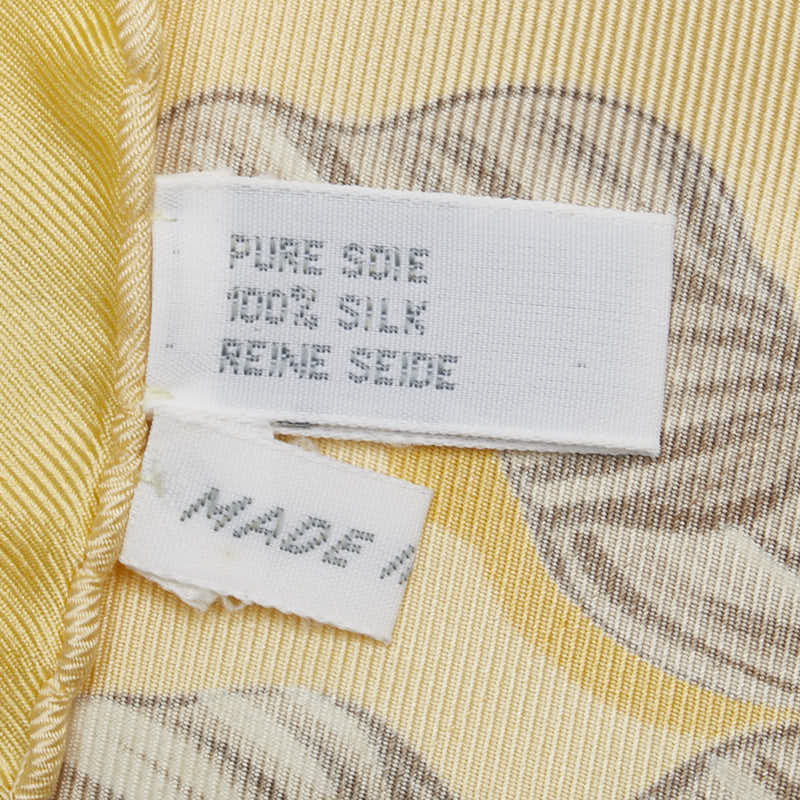 PURE SOIE
100% SILK
REINE SEIDE
MADE